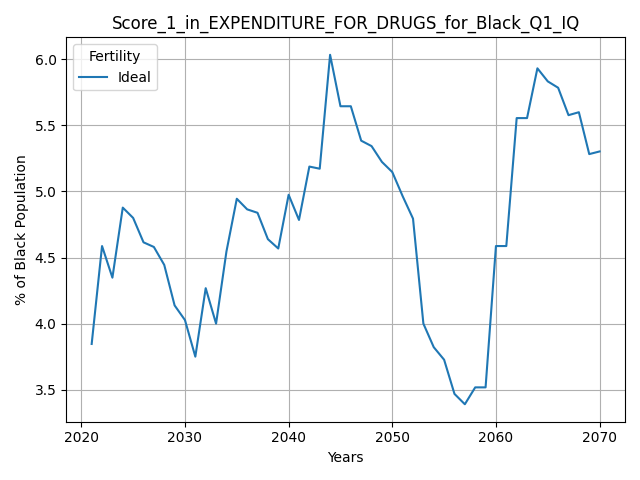 Score_1_in_EXPENDITURE_FOR_DRUGS_for_Black_Q1_IQ
Fertility
Ideal
% of Black Population
6.0
5.5
5.0
4.5
4.0
3.5
2020 2030 2040 2050 2060 2070
Years